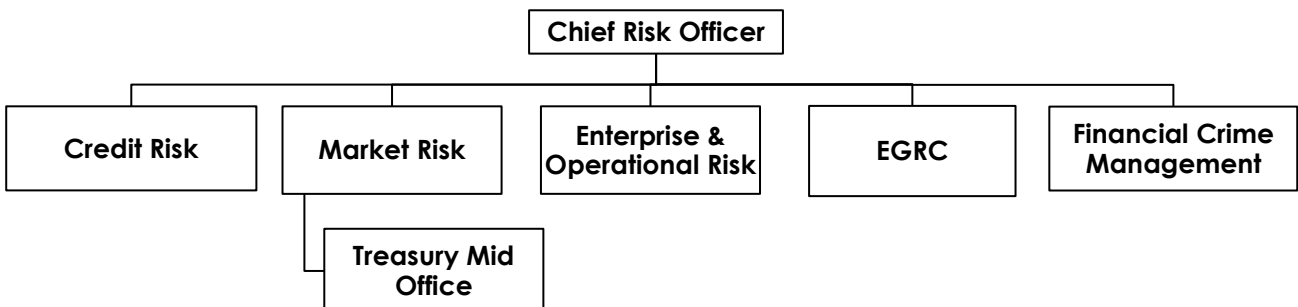 Chief Risk Officer
Credit Risk
Market Risk
Enterprise &
Operational Risk
EGRC
Financial Crime
Management
Treasury Mid
Office